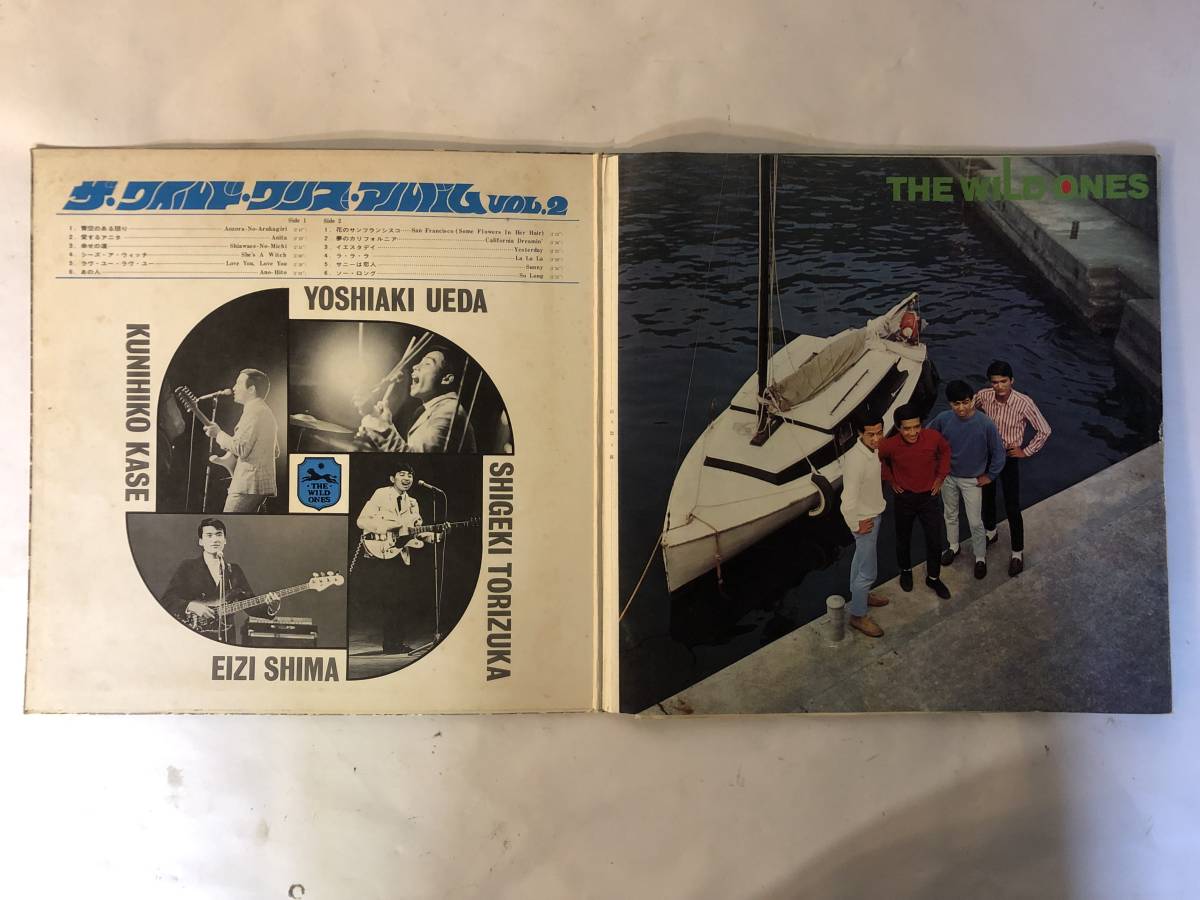 ザ・ワイルド・ワンズ・アルバム VOL.2
Side 1
1. 青空のある限り Aozora-No-Arukagiri
2. 愛するアニタ Anita
3. 幸せの道 Shiawase-No-Michi
4. シーズ・ア・ウィッチ She's A Witch
5. ラヴ・ユー・ラヴ・ユー Love You, Love You
6. あの人 Ano-Hito
Side 2
1. 花のサンフランシスコ San Francisco (Some Flowers In Her Hair)
2. 夢のカリフォルニア California Dreamin'
3. イエスタデイ Yesterday
4. ラ・ラ・ラ La La La
5. サニーは恋人 Sunny
6. ソー・ロング So Long
YOSHIAKI UEDA
KUNIHIKO KASE
SHIGEKI TORIZUKA
EIZI SHIMA
・THE・
WILD
ONES
THE WiLD ONES